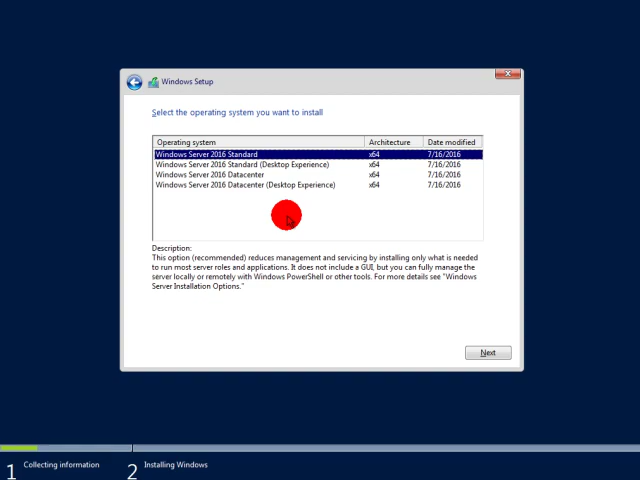 Windows Setup
Select the operating system you want to install
Operating system Architecture Date modified
Windows Server 2016 Standard x64 7/16/2016
Windows Server 2016 Standard (Desktop Experience) x64 7/16/2016
Windows Server 2016 Datacenter x64 7/16/2016
Windows Server 2016 Datacenter (Desktop Experience) x64 7/16/2016
Description:
This option (recommended) reduces management and servicing by installing only what is needed
to run most server roles and applications. It does not include a GUI, but you can fully manage the
server locally or remotely with Windows PowerShell or other tools. For more details see "Windows
Server Installation Options."
Next
1 Collecting information 2 Installing Windows